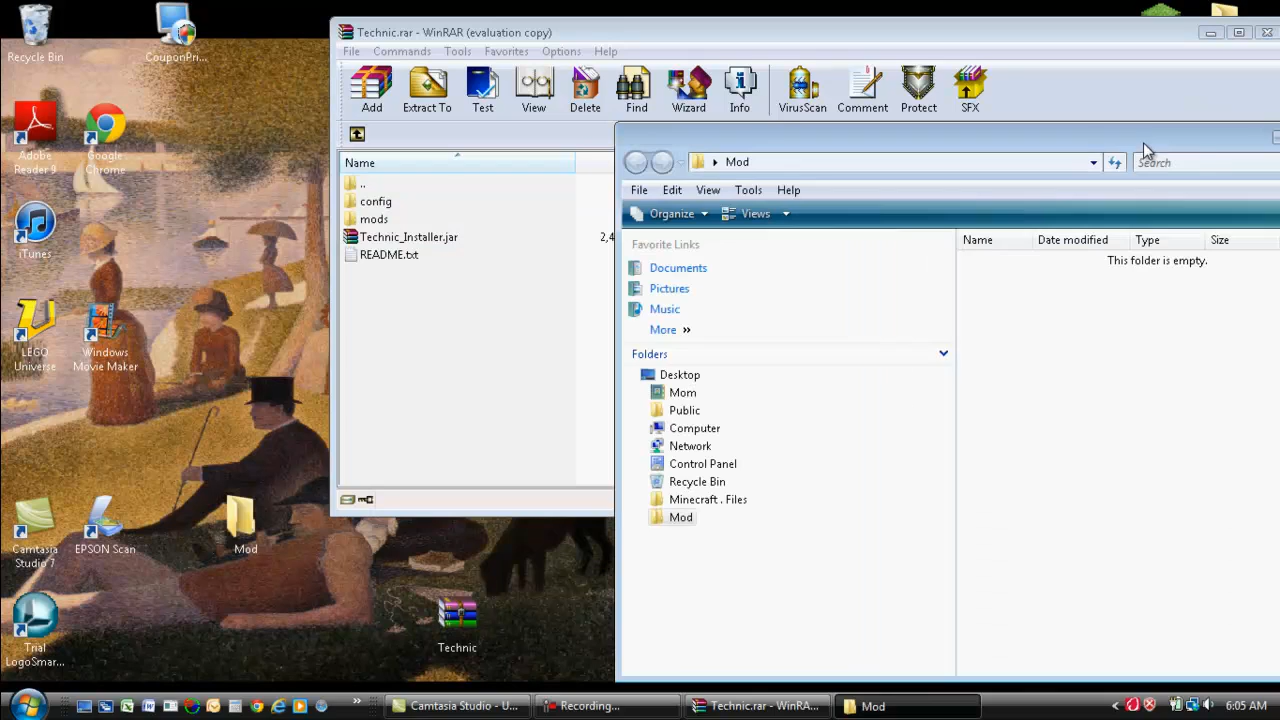 Recycle Bin
CouponPri...
Adobe
Reader 9
Google
Chrome
iTunes
LEGO
Universe
Windows
Movie Maker
Camtasia
Studio 7
EPSON Scan
Mod
Trial
LogoSmar...
Technic
Technic.rar - WinRAR (evaluation copy)
File Commands Tools Favorites Options Help
Add Extract To Test View Delete Find Wizard Info VirusScan Comment Protect SFX
Name
..
config
mods
Technic_Installer.jar 2,4
README.txt
Mod
Search
File Edit View Tools Help
Organize Views
Favorite Links
Documents
Pictures
Music
More »
Folders
Desktop
Mom
Public
Computer
Network
Control Panel
Recycle Bin
Minecraft . Files
Mod
Name Date modified Type Size
This folder is empty.
» Camtasia Studio - U... Recording... Technic.rar - WinRA... Mod 6:05 AM